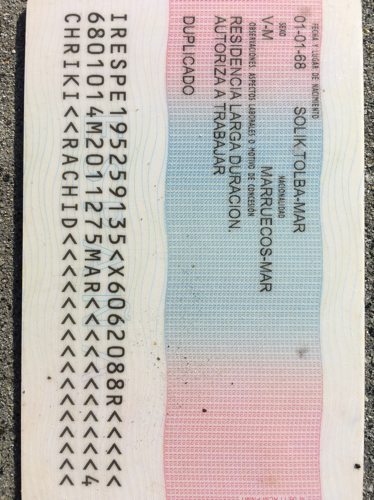 FECHA Y LUGAR DE NACIMIENTO
01-01-68 SOLIK,TOLBA-MAR
SEXO NACIONALIDAD
V-M MARRUECOS-MAR
OBSERVACIONES, ASPECTOS LABORALES O MOTIVO DE CONCESIÓN
RESIDENCIA LARGA DURACION.
AUTORIZA A TRABAJAR
DUPLICADO
IRESPE195259135<X6062088R<<<<<
6801014M2011275MAR<<<<<<<<<<<4
CHRIKI<<RACHID<<<<<<<<<<<<<<<<